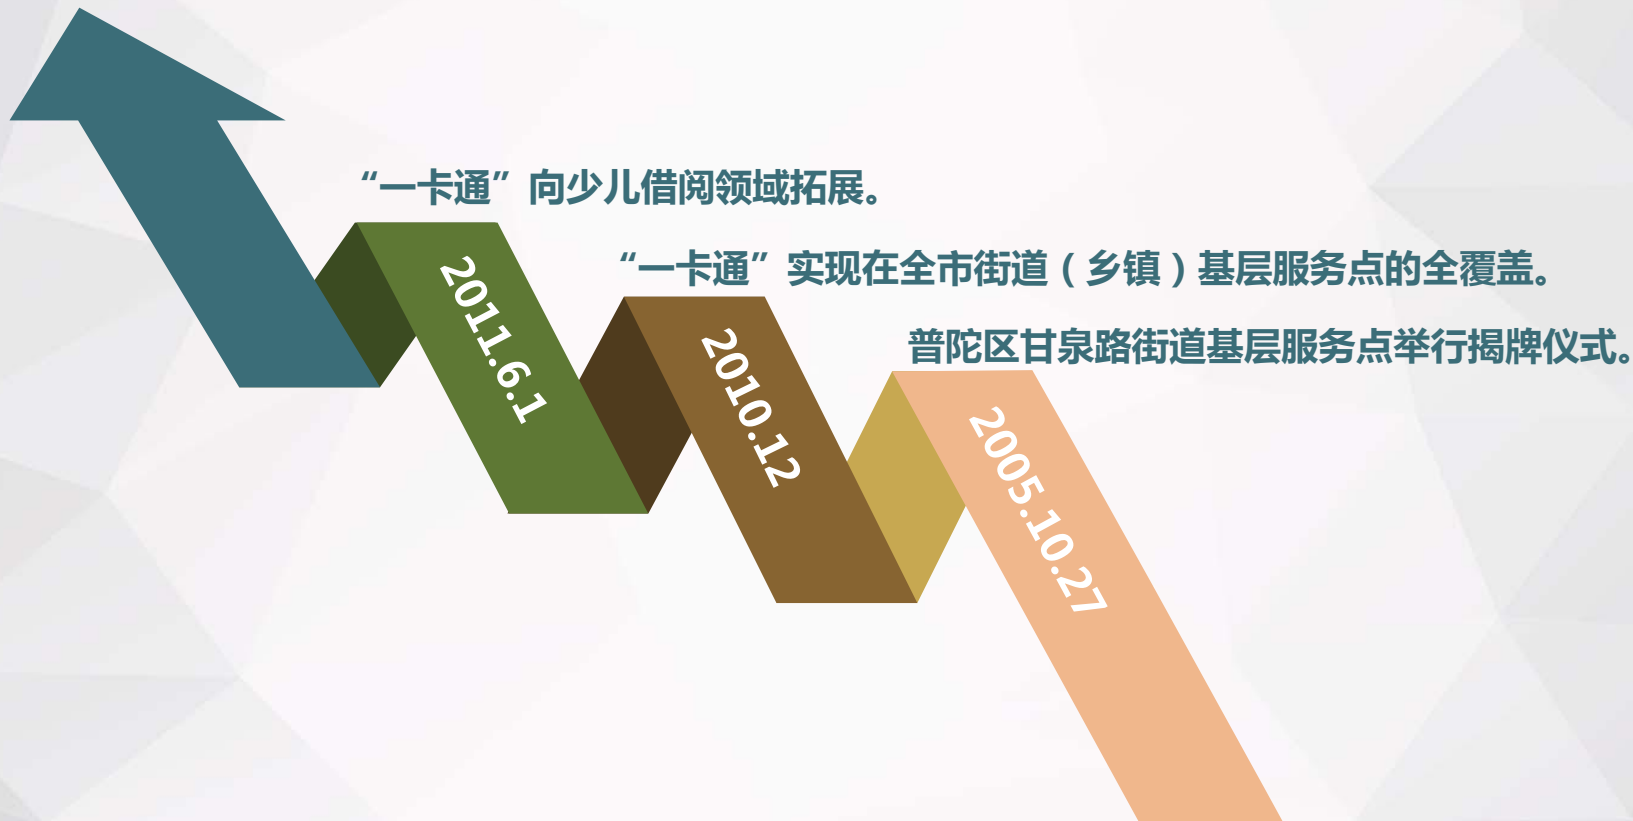 “一卡通”向少儿借阅领域拓展。
2011.6.1
“一卡通”实现在全市街道（乡镇）基层服务点的全覆盖。
2010.12
普陀区甘泉路街道基层服务点举行揭牌仪式。
2005.10.27